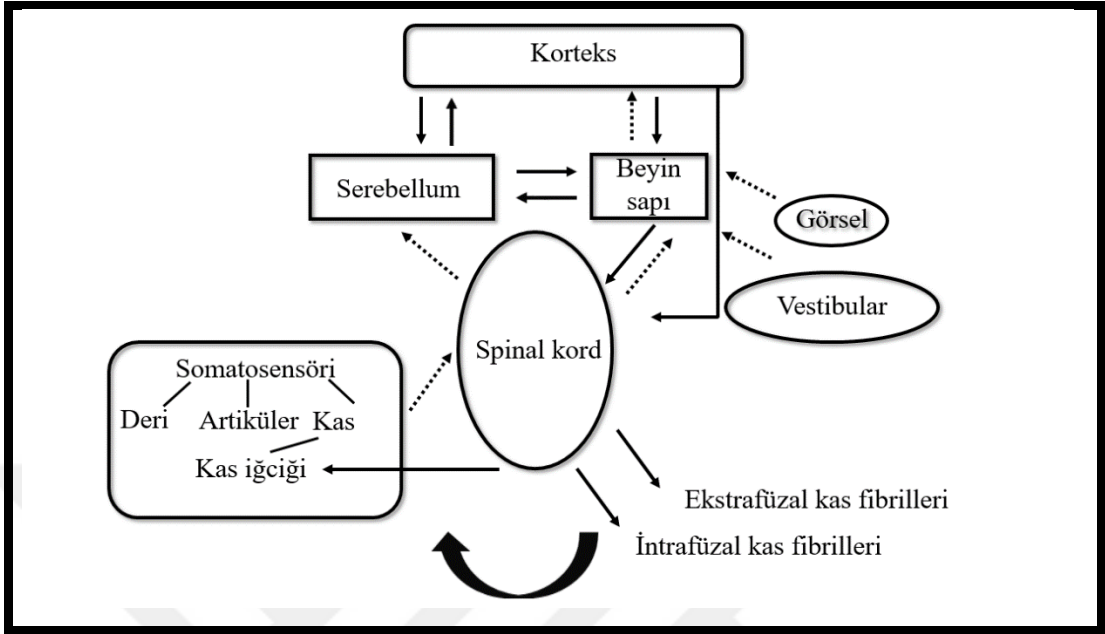 Korteks
Serebellum
Beyin
sapı
Görsel
Vestibular
Spinal kord
Somatosensöri
Deri Artiküler Kas
Kas iğciği
Ekstrafüzal kas fibrilleri
İntrafüzal kas fibrilleri